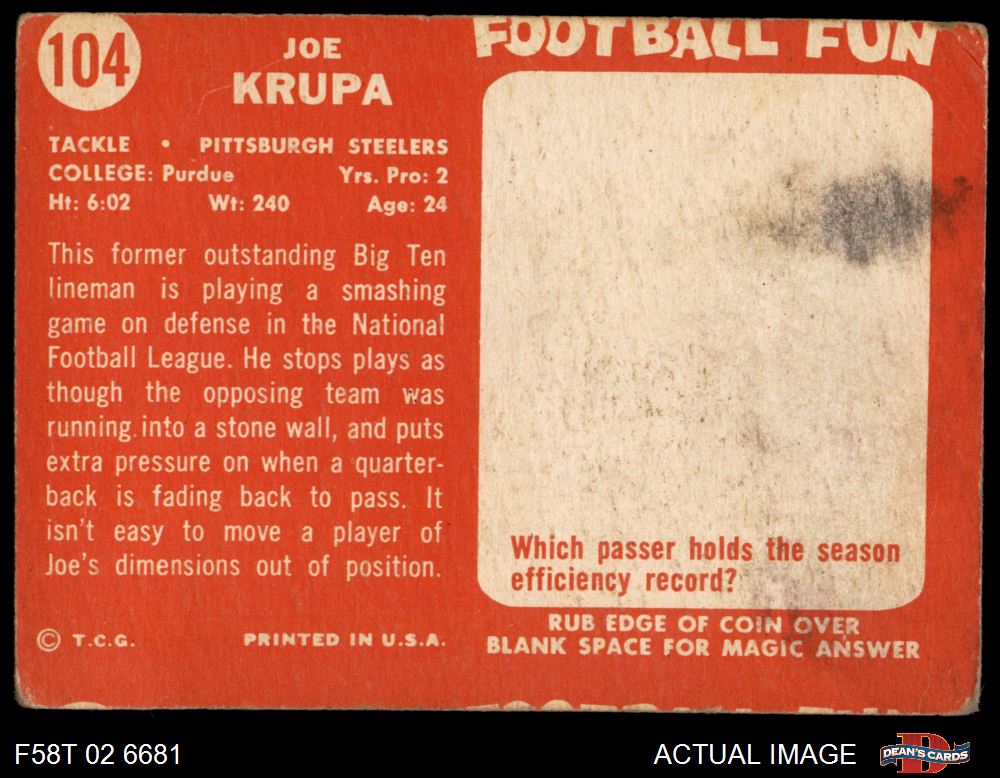 104
JOE
KRUPA
TACKLE • PITTSBURGH STEELERS
COLLEGE: Purdue Yrs. Pro: 2
Ht: 6:02 Wt: 240 Age: 24
This former outstanding Big Ten
lineman is playing a smashing
game on defense in the National
Football League. He stops plays as
though the opposing team was
running into a stone wall, and puts
extra pressure on when a quarter-
back is fading back to pass. It
isn't easy to move a player of
Joe's dimensions out of position.
© T.C.G. PRINTED IN U.S.A.
FOOTBALL FUN
Which passer holds the season
efficiency record?
RUB EDGE OF COIN OVER
BLANK SPACE FOR MAGIC ANSWER
F58T 02 6681
ACTUAL IMAGE
DEAN'S CARDS